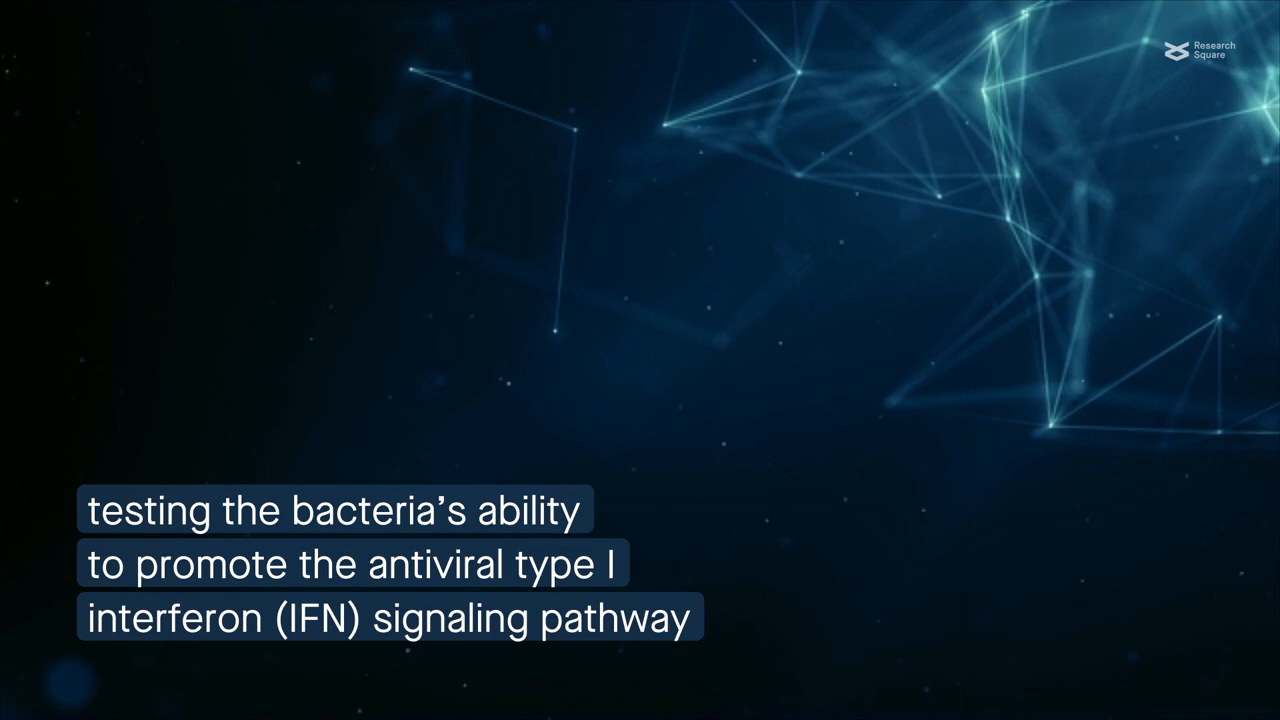 Research
Square
testing the bacteria’s ability
to promote the antiviral type I
interferon (IFN) signaling pathway